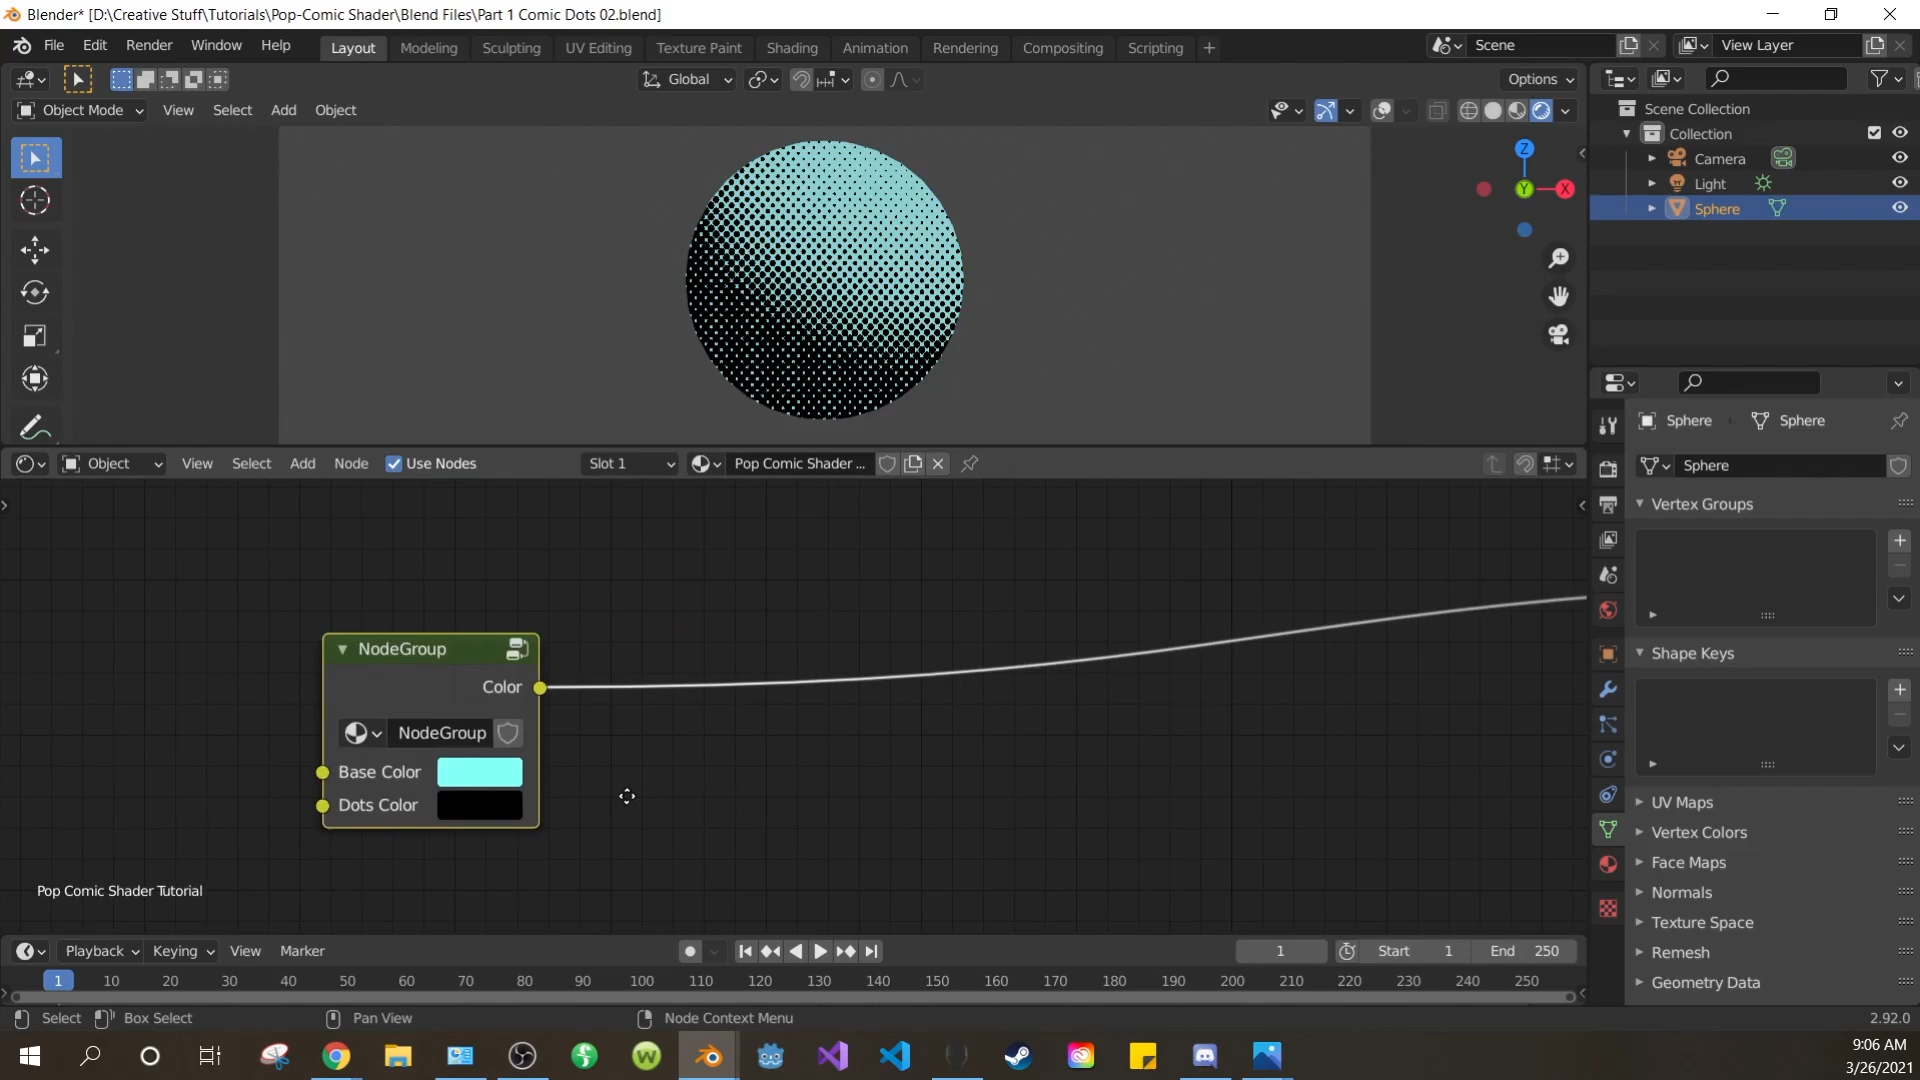 Blender* [D:\Creative Stuff\Tutorials\Pop-Comic Shader\Blend Files\Part 1 Comic Dots 02.blend]
File Edit Render Window Help Layout Modeling Sculpting UV Editing Texture Paint Shading Animation Rendering Compositing Scripting + Scene View Layer
Global Options
Object Mode View Select Add Object
Scene Collection
Collection
Camera
Light
Sphere
Z
Y
X
Sphere Sphere
Sphere
Vertex Groups
Shape Keys
UV Maps
Vertex Colors
Face Maps
Normals
Texture Space
Remesh
Geometry Data
Object View Select Add Node Use Nodes Slot 1 Pop Comic Shader ...
NodeGroup
Color
NodeGroup
Base Color
Dots Color
Pop Comic Shader Tutorial
Playback Keying View Marker 1 Start 1 End 250
1 10 20 30 40 50 60 70 80 90 100 110 120 130 140 150 160 170 180 190 200 210 220 230 240 250
Select Box Select Pan View Node Context Menu 2.92.0
9:06 AM
3/26/2021